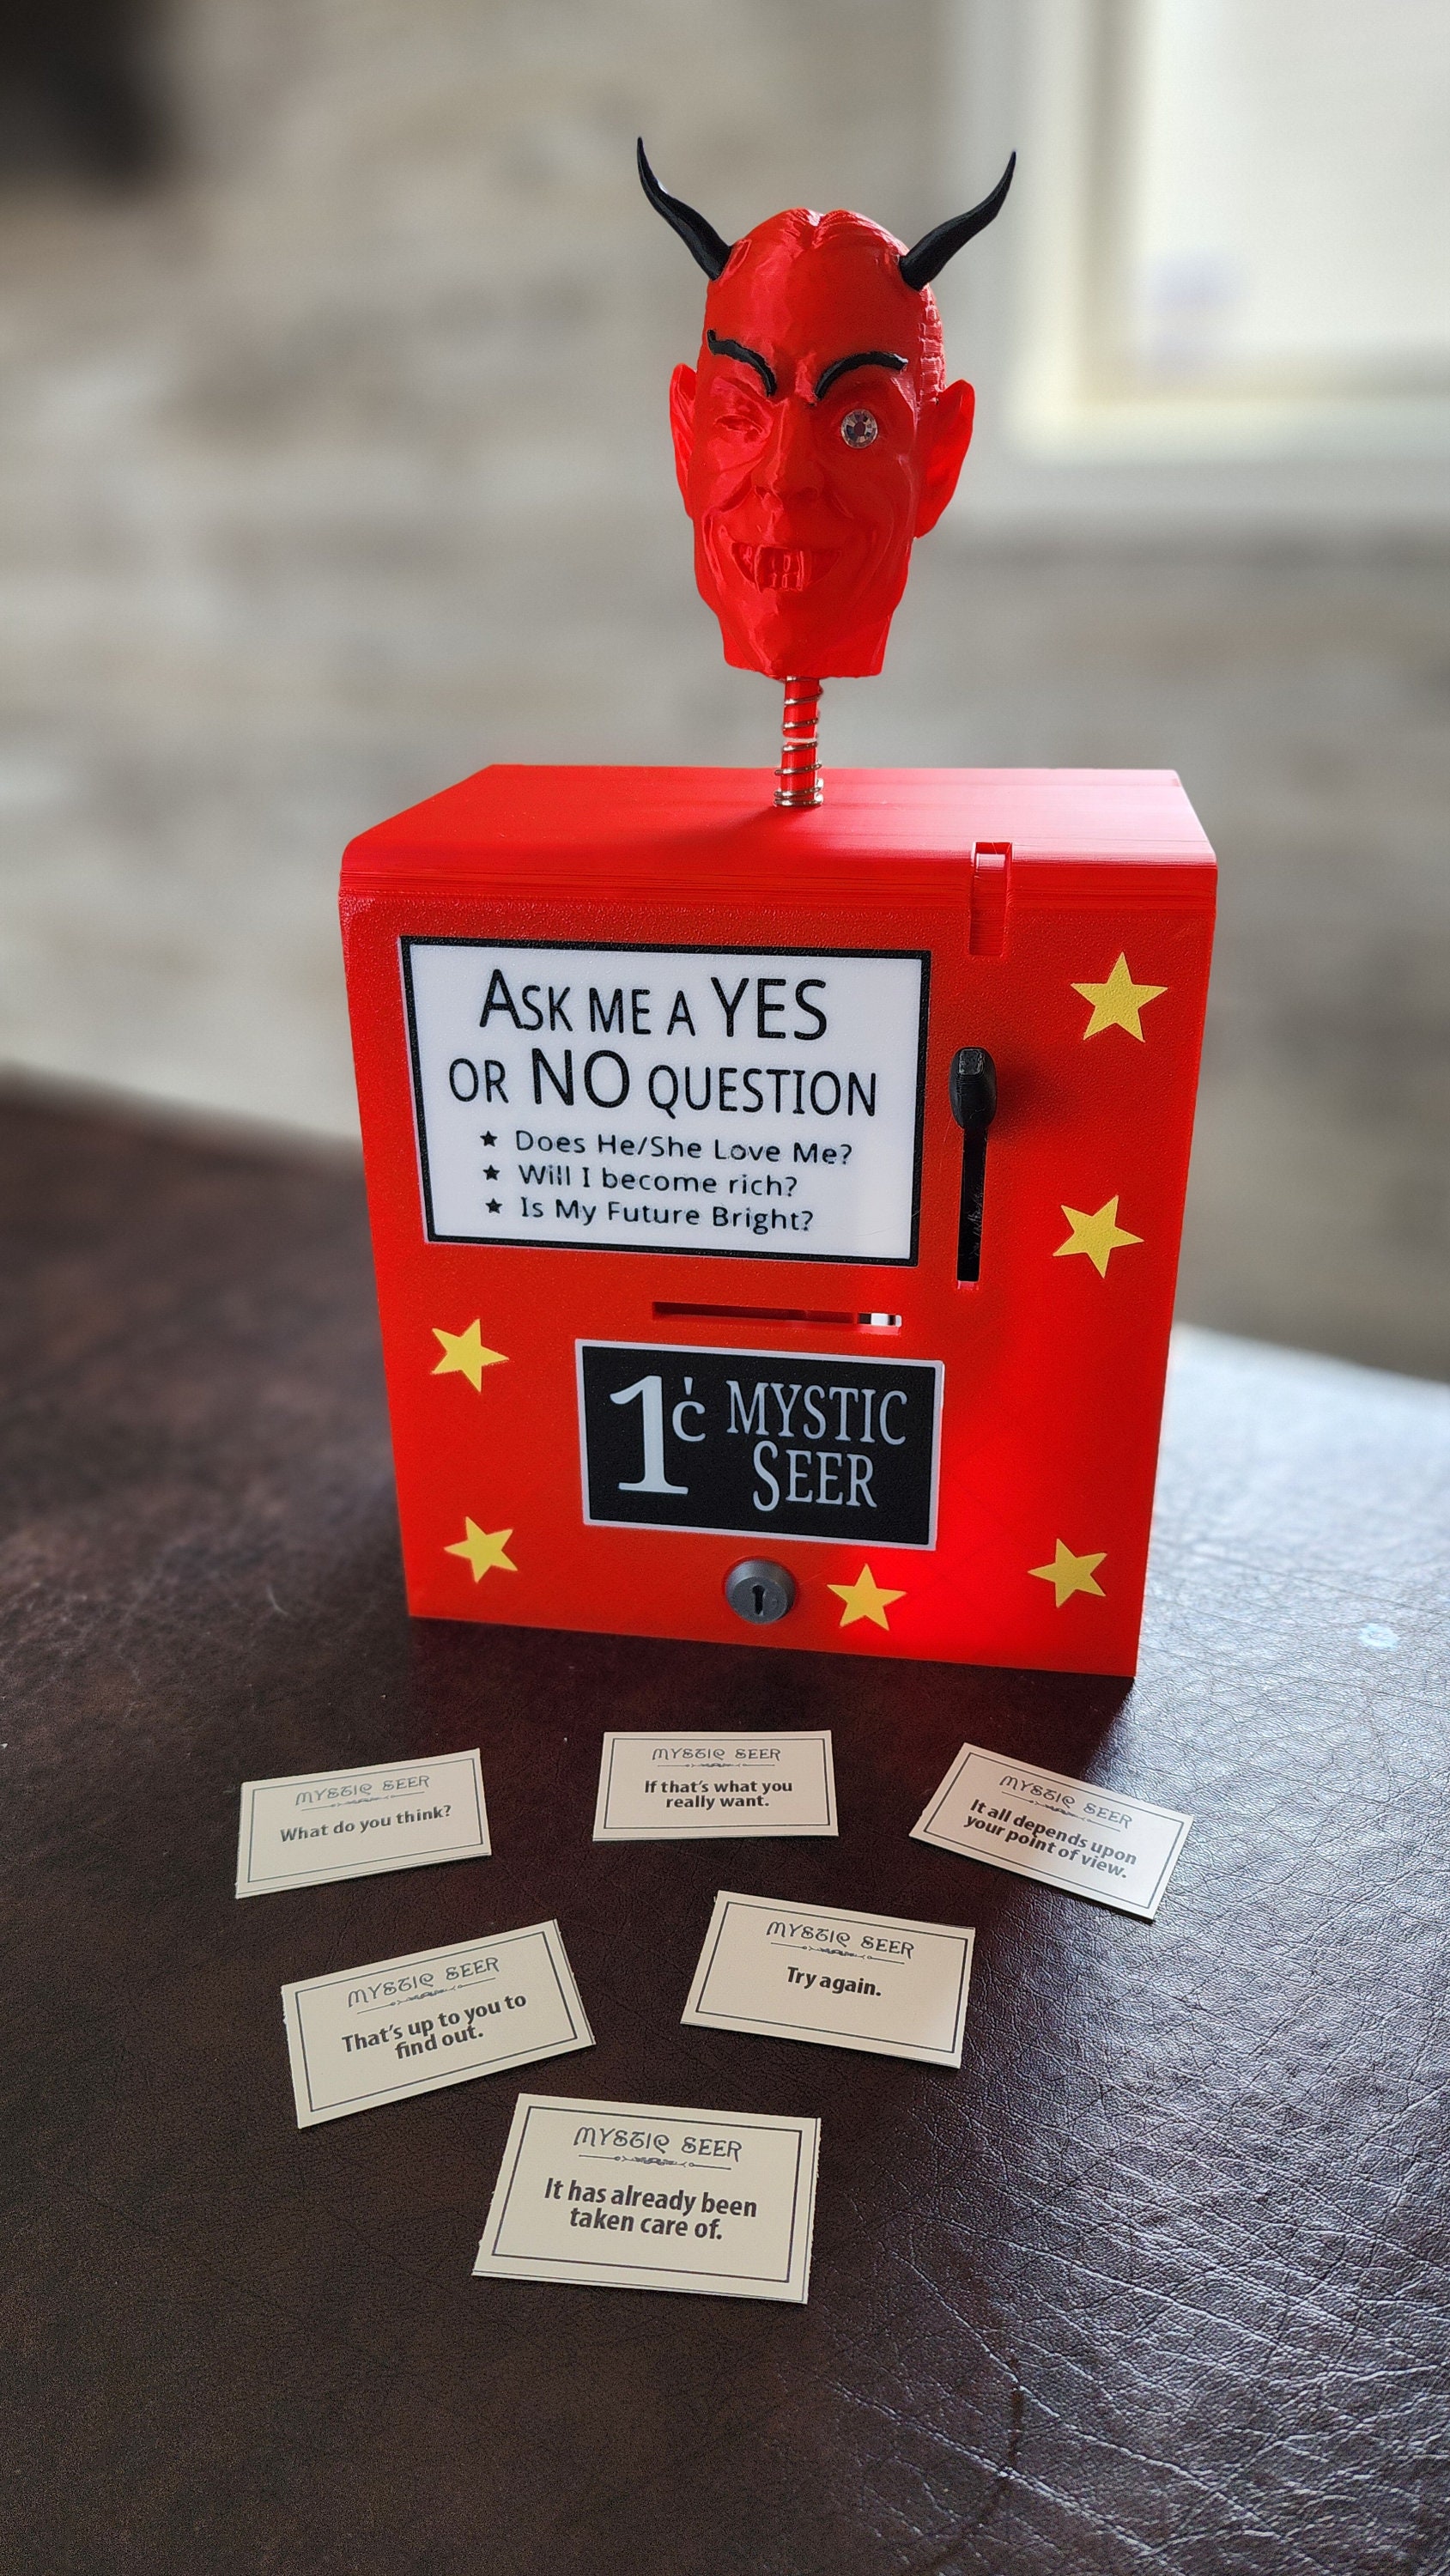 ASK ME A YES
OR NO QUESTION
★ Does He/She Love Me?
★ Will I become rich?
★ Is My Future Bright?
1¢ MYSTIC
SEER
MYSTIC SEER
What do you think?
MYSTIC SEER
If that's what you
really want.
MYSTIC SEER
It all depends upon
your point of view.
MYSTIC SEER
That's up to you to
find out.
MYSTIC SEER
Try again.
MYSTIC SEER
It has already been
taken care of.